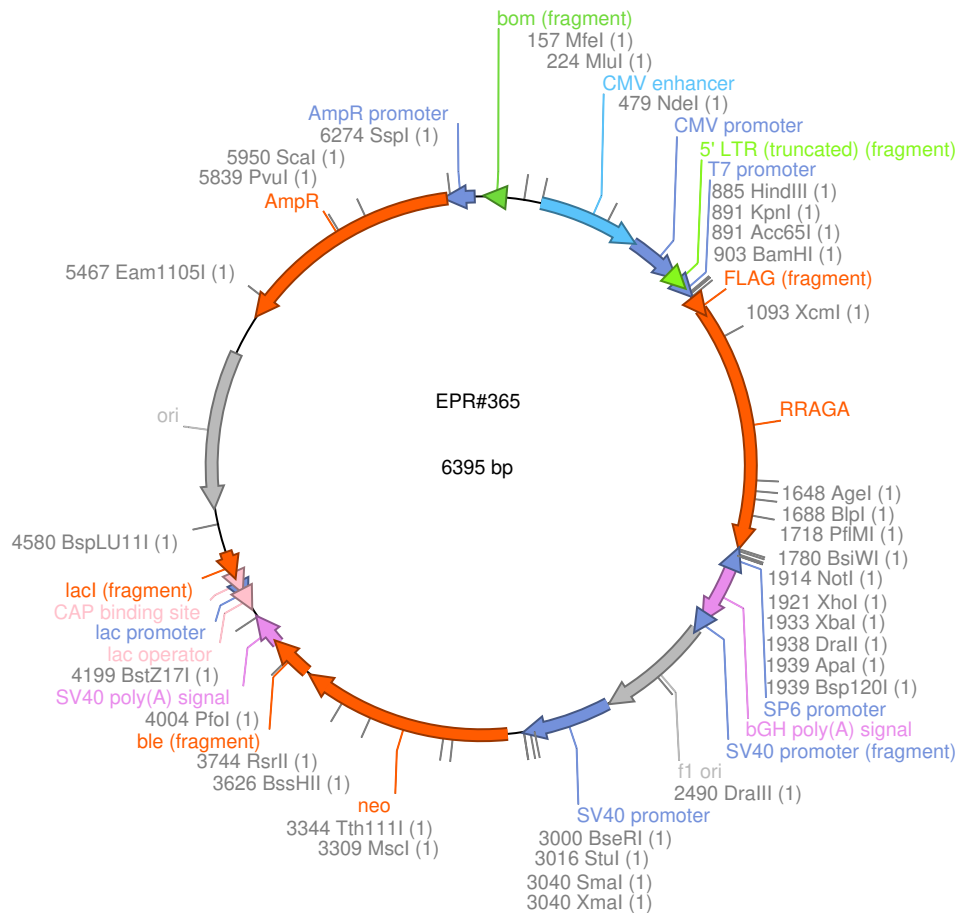 bom (fragment)
157 MfeI (1)
224 MluI (1)
CMV enhancer
479 NdeI (1)
CMV promoter
5' LTR (truncated) (fragment)
T7 promoter
885 HindIII (1)
891 KpnI (1)
891 Acc65I (1)
903 BamHI (1)
FLAG (fragment)
1093 XcmI (1)
RRAGA
1648 AgeI (1)
1688 BlpI (1)
1718 PflMI (1)
1780 BsiWI (1)
1914 NotI (1)
1921 XhoI (1)
1933 XbaI (1)
1938 DraII (1)
1939 ApaI (1)
1939 Bsp120I (1)
SP6 promoter
bGH poly(A) signal
SV40 promoter (fragment)
f1 ori
2490 DraIII (1)
SV40 promoter
3000 BseRI (1)
3016 StuI (1)
3040 SmaI (1)
3040 XmaI (1)
neo
3344 Tth111I (1)
3309 MscI (1)
3744 RsrII (1)
3626 BssHII (1)
ble (fragment)
4004 PfoI (1)
SV40 poly(A) signal
4199 BstZ17I (1)
lac operator
lac promoter
CAP binding site
lacI (fragment)
4580 BspLU11I (1)
ori
5467 Eam1105I (1)
AmpR
5839 PvuI (1)
5950 ScaI (1)
6274 SspI (1)
AmpR promoter
EPR#365
6395 bp